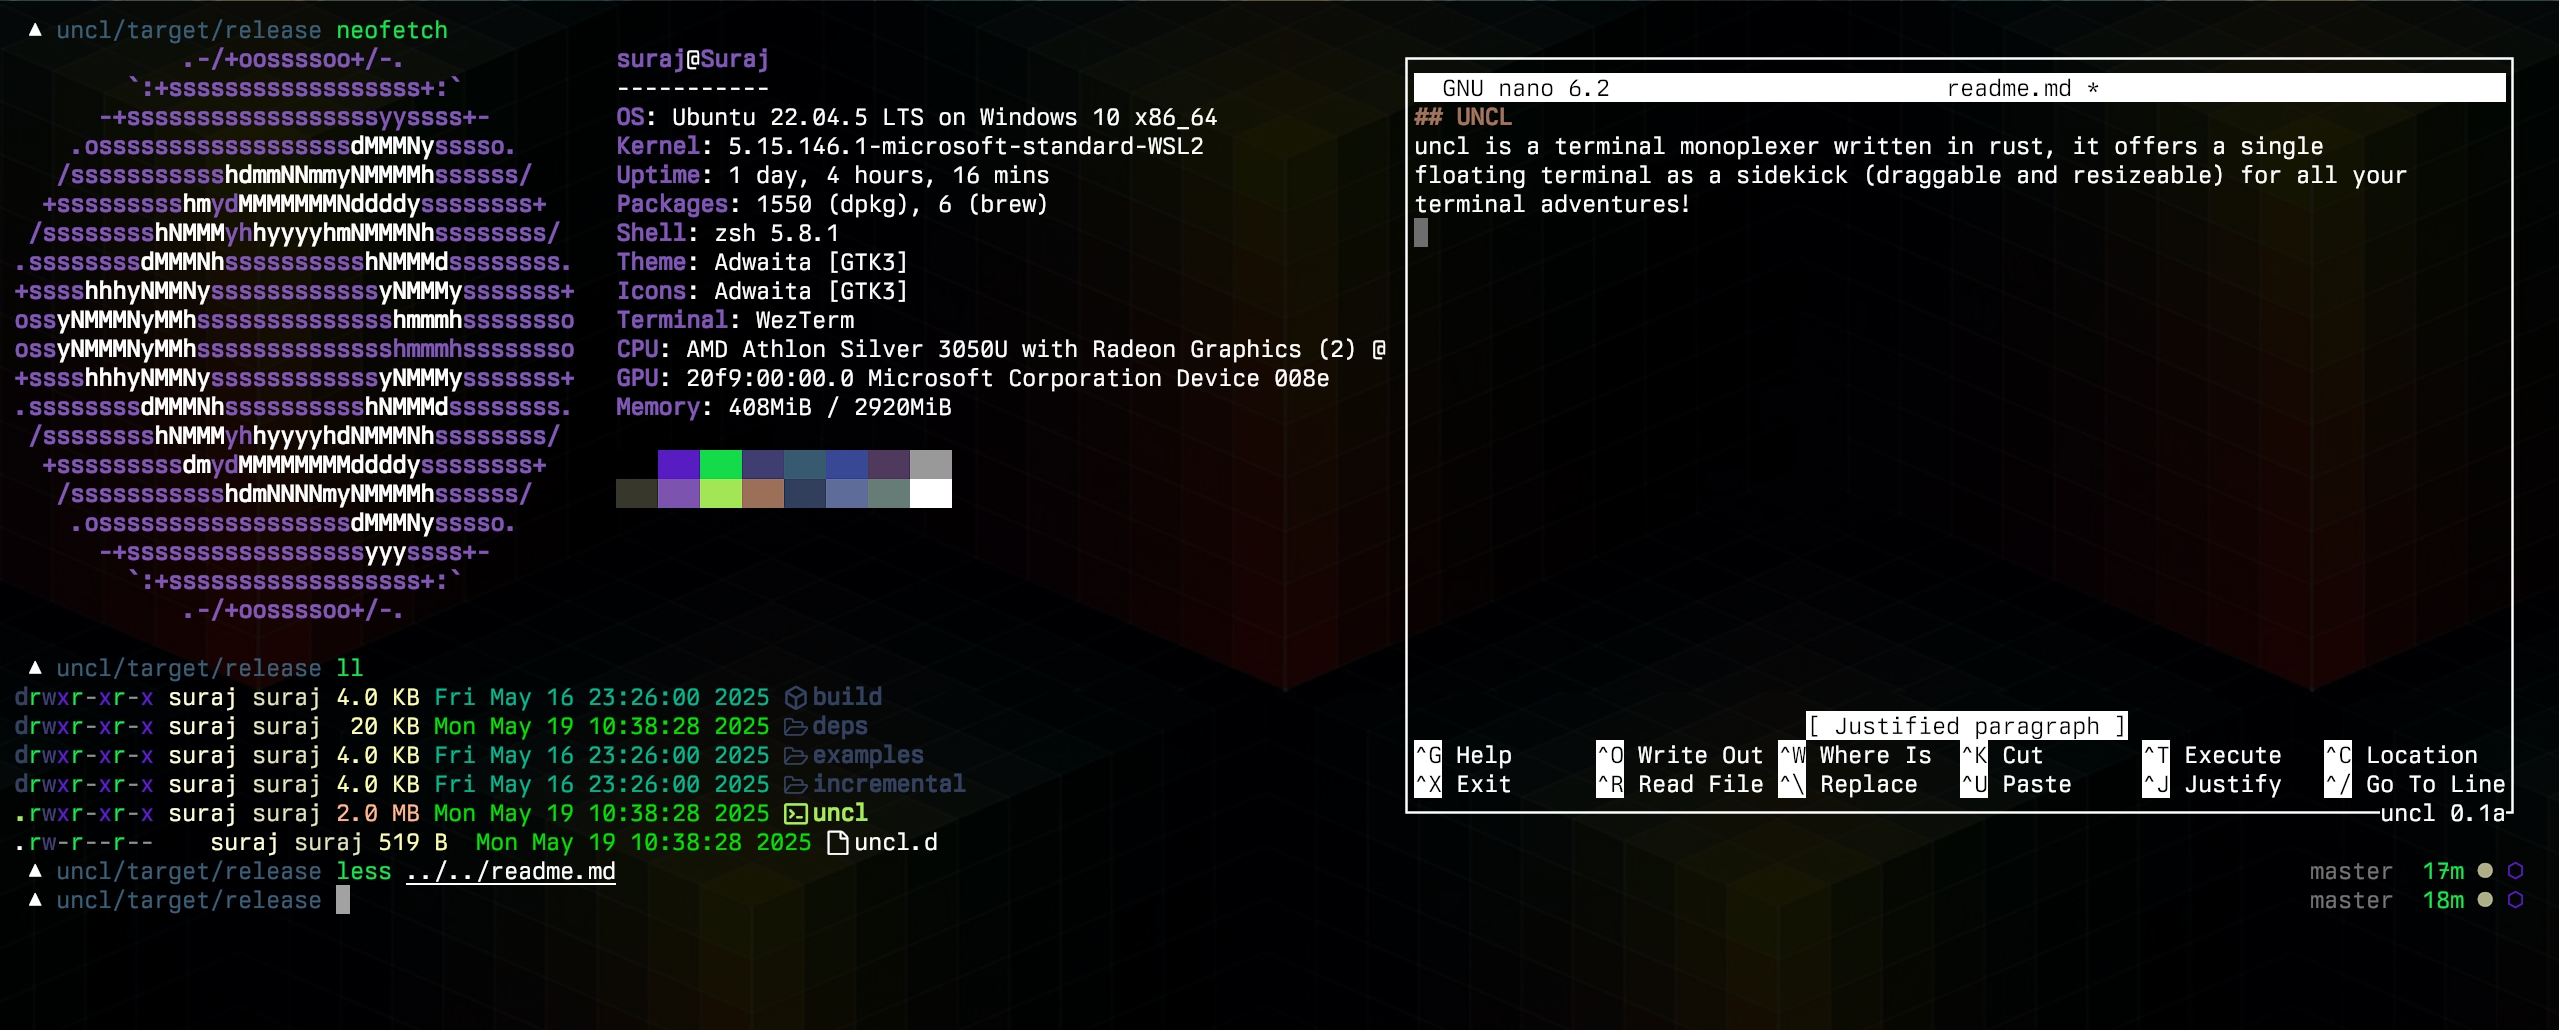 ▲ uncl/target/release neofetch
.-/+oossssoo+/-.
`:+ssssssssssssssssss+:`
-+ssssssssssssssssssyyssss+-
.ossssssssssssssssssdMMMNysssso.
/ssssssssssshdmmNNmmyNMMMMhssssss/
+ssssssssshmydMMMMMMMNddddyssssssss+
/sssssssshNMMMyhhyyyyhmNMMMNhssssssss/
.ssssssssdMMMNhsssssssssshNMMMdssssssss.
+sssshhhyNMMNyssssssssssssyNMMMysssssss+
ossyNMMMNyMMhsssssssssssssshmmmhssssssso
ossyNMMMNyMMhsssssssssssssshmmmhssssssso
+sssshhhyNMMNyssssssssssssyNMMMysssssss+
.ssssssssdMMMNhsssssssssshNMMMdssssssss.
/sssssssshNMMMyhhyyyyhdNMMMNhssssssss/
+sssssssssdmydMMMMMMMMddddyssssssss+
/ssssssssssshdmNNNNmyNMMMMhssssss/
.ossssssssssssssssssdMMMNysssso.
-+sssssssssssssssssyyyssss+-
`:+ssssssssssssssssss+:`
.-/+oossssoo+/-.
suraj@Suraj
-----------
OS: Ubuntu 22.04.5 LTS on Windows 10 x86_64
Kernel: 5.15.146.1-microsoft-standard-WSL2
Uptime: 1 day, 4 hours, 16 mins
Packages: 1550 (dpkg), 6 (brew)
Shell: zsh 5.8.1
Theme: Adwaita [GTK3]
Icons: Adwaita [GTK3]
Terminal: WezTerm
CPU: AMD Athlon Silver 3050U with Radeon Graphics (2) @
GPU: 20f9:00:00.0 Microsoft Corporation Device 008e
Memory: 408MiB / 2920MiB
▲ uncl/target/release ll
drwxr-xr-x suraj suraj 4.0 KB Fri May 16 23:26:00 2025 build
drwxr-xr-x suraj suraj  20 KB Mon May 19 10:38:28 2025 deps
drwxr-xr-x suraj suraj 4.0 KB Fri May 16 23:26:00 2025 examples
drwxr-xr-x suraj suraj 4.0 KB Fri May 16 23:26:00 2025 incremental
.rwxr-xr-x suraj suraj 2.0 MB Mon May 19 10:38:28 2025 uncl
.rw-r--r--    suraj suraj 519 B  Mon May 19 10:38:28 2025 uncl.d
▲ uncl/target/release less ../../readme.md
▲ uncl/target/release
GNU nano 6.2 readme.md *
## UNCL
uncl is a terminal monoplexer written in rust, it offers a single
floating terminal as a sidekick (draggable and resizeable) for all your
terminal adventures!
[ Justified paragraph ]
^G Help ^O Write Out ^W Where Is ^K Cut ^T Execute ^C Location
^X Exit ^R Read File ^\ Replace ^U Paste ^J Justify ^/ Go To Line
uncl 0.1a
master 17m
master 18m